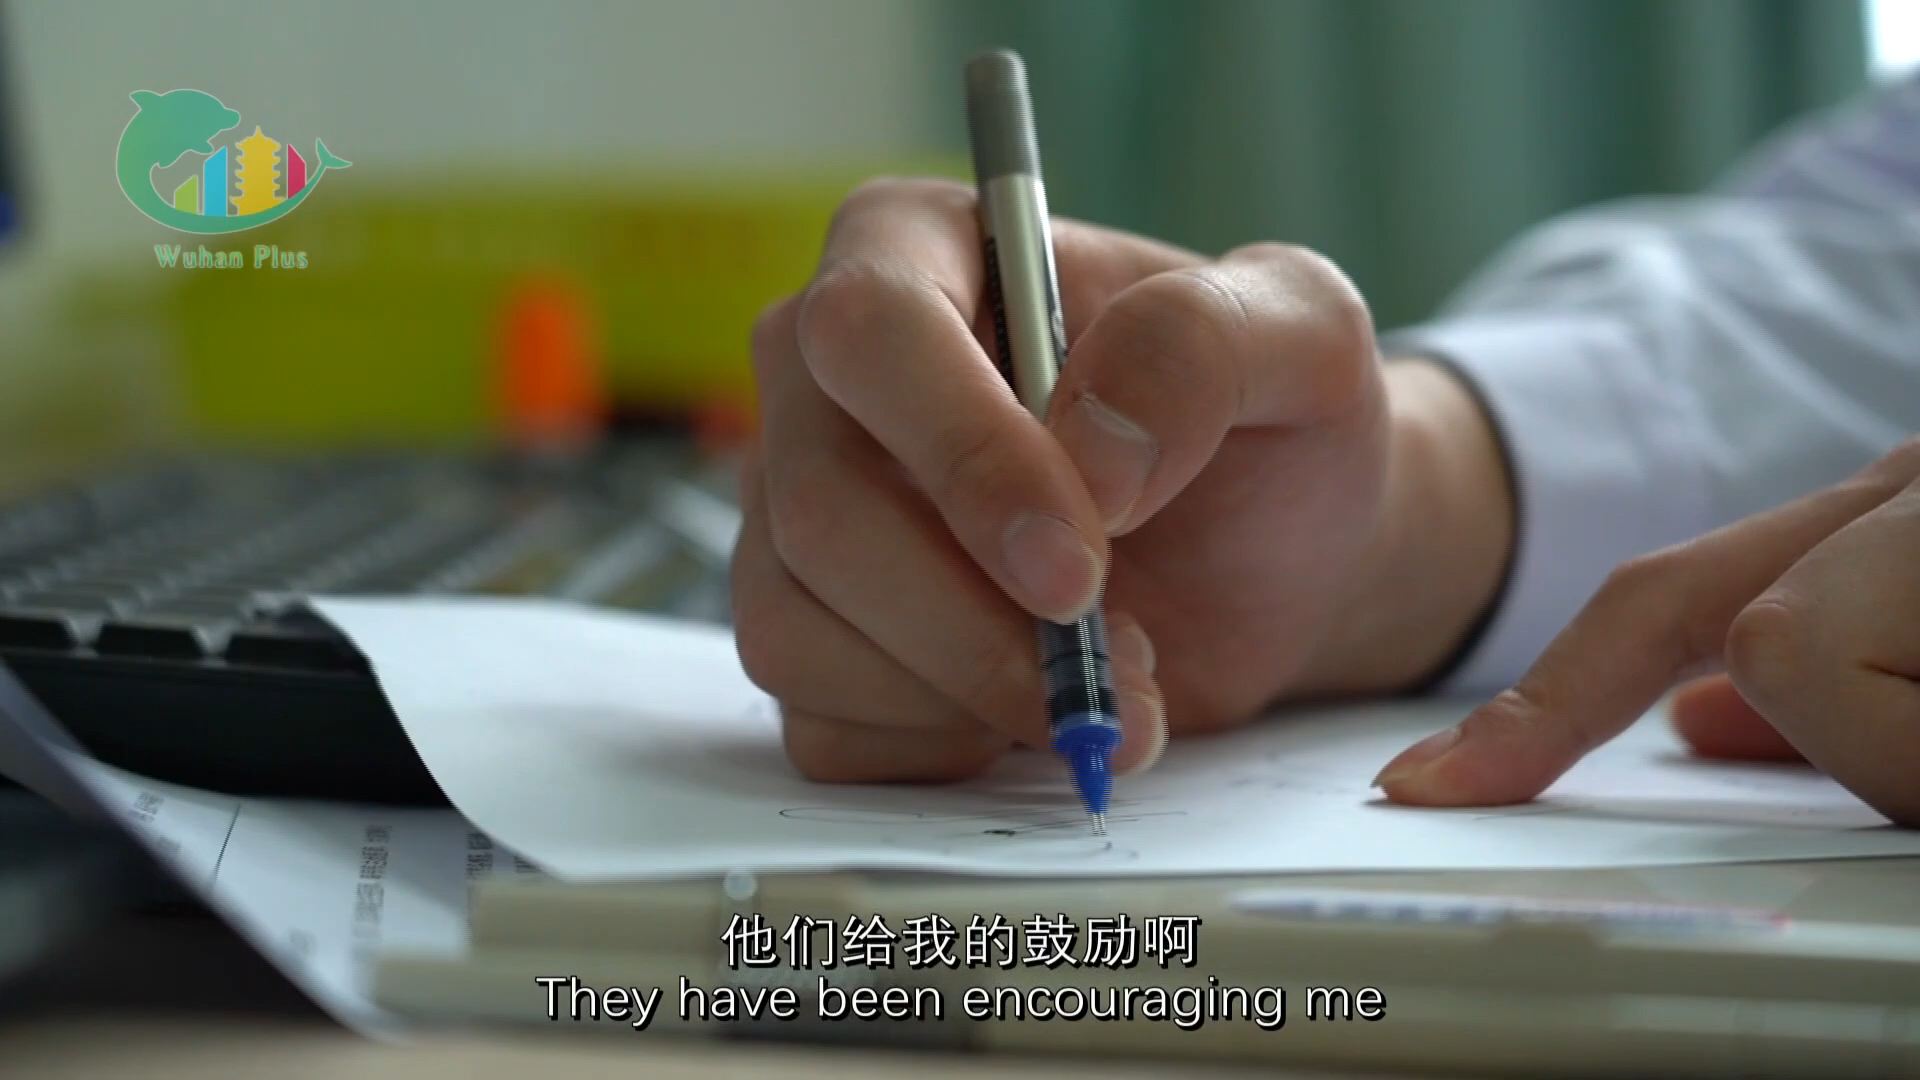 Wuhan Plus
他们给我的鼓励啊
They have been encouraging me